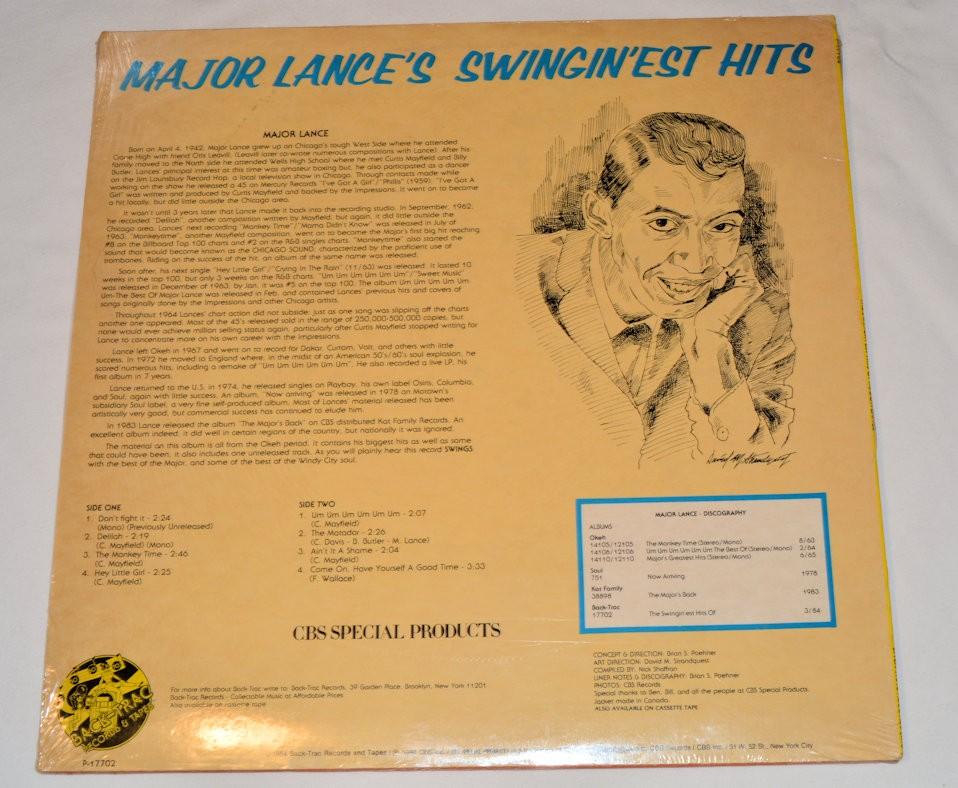 MAJOR LANCE'S SWINGIN'EST HITS
MAJOR LANCE
Born on April 4, 1942, Major Lance grew up on Chicago's rough West Side where he attended
Crane High with friend Otis Leavill. (Leavill later co-wrote numerous compositions with Lance). After his
family moved to the North side he attended Wells High School where he met Curtis Mayfield and Billy
Butler. Lances' principal interest at this time was amateur boxing but, he also participated as a dancer
on the Jim Lounsbury Record Hop, a local television show in Chicago. Through contacts made while
working on the show he released a 45 on Mercury Records "I've Got A Girl"/"Phillis" (1959). "I've Got A
Girl" was written and produced by Curtis Mayfield and backed by the Impressions. It went on to become
a hit locally, but did little outside the Chicago area.
It wasn't until 3 years later that Lance made it back into the recording studio. In September, 1962,
he recorded "Delilah", another composition written by Mayfield, but again, it did little outside the
Chicago area. Lances' next recording "Monkey Time"/"Mama Didn't Know" was released in July of
1963. "Monkeytime", another Mayfield composition, went on to become the Major's first big hit reaching
#8 on the Billboard Top 100 charts and #2 on the R&B singles charts. "Monkeytime" also started the
sound that would become known as the CHICAGO SOUND, characterized by the proficient use of
trombones. Riding on the success of the hit, an album of the same name was released.
Soon after, his next single "Hey Little Girl"/"Crying In The Rain" (11/63) was released. It lasted 10
weeks in the top 100, but only 3 weeks on the R&B charts. "Um Um Um Um Um Um"/"Sweet Music"
was released in December of 1963, by Jan. it was #5 on the top 100. The album Um Um Um Um Um
Um-The Best Of Major Lance was released in Feb. and contained Lances' previous hits and covers of
songs originally done by the Impressions and other Chicago artists.
Throughout 1964 Lances' chart action did not subside; just as one song was slipping off the charts
another one appeared. Most of the 45's released sold in the range of 250,000-500,000 copies, but
none would ever achieve million selling status again, particularly after Curtis Mayfield stopped writing for
Lance to concentrate more on his own career with the Impressions.
Lance left Okeh in 1967 and went on to record for Dakar, Curtom, Volt, and others with little
success. In 1972 he moved to England where, in the midst of an American 50's/60's soul explosion, he
scored numerous hits, including a remake of "Um Um Um Um Um Um". He also recorded a live LP, his
first album in 7 years.
Lance returned to the U.S. in 1974, he released singles on Playboy, his own label Osiris, Columbia,
and Soul, again with little success. An album, "Now arriving" was released in 1978 on Motown's
subsidiary Soul label, a very fine self-produced album. Most of Lances' material released has been
artistically very good, but commercial success has continued to elude him.
In 1983 Lance released the album "The Major's Back" on CBS distributed Kat Family Records. An
excellent album indeed, it did well in certain regions of the country, but nationally it was ignored.
The material on this album is all from the Okeh period. It contains his biggest hits as well as some
that could have been, it also includes one unreleased track. As you will plainly hear this record SWINGS
with the best of the Major, and some of the best of the Windy City soul.
SIDE ONE
1. Don't fight it - 2:24
(Mono) (Previously Unreleased)
2. Delilah - 2:19
(C. Mayfield) (Mono)
3. The Monkey Time - 2:46
(C. Mayfield)
4. Hey Little Girl - 2:25
(C. Mayfield)
SIDE TWO
1. Um Um Um Um Um Um - 2:07
(C. Mayfield)
2. The Matador - 2:26
(C. Davis - B. Butler - M. Lance)
3. Ain't It A Shame - 2:04
(C. Mayfield)
4. Come On, Have Yourself A Good Time - 3:33
(F. Wallace)
MAJOR LANCE - DISCOGRAPHY
ALBUMS
Okeh
14105/12105 The Monkey Time (Stereo/Mono) 8/63
14106/12106 Um Um Um Um Um The Best Of (Stereo/Mono) 2/64
14110/12110 Major's Greatest Hits (Stereo/Mono) 6/65
Soul
751 Now Arriving 1978
Kat Family
38898 The Major's Back 1983
Back-Trac
17702 The Swingin'est Hits Of 3/84
CBS SPECIAL PRODUCTS
CONCEPT & DIRECTION: Brian S. Poehner
ART DIRECTION: David M. Strandquest
COMPILED BY: Nick Shaffran
LINER NOTES & DISCOGRAPHY: Brian S. Poehner
PHOTOS: CBS Records
Special thanks to Ben, Bill, and all the people at CBS Special Products.
Jacket made in Canada.
ALSO AVAILABLE ON CASSETTE TAPE
For more info about Back-Trac write to: Back-Trac Records, 39 Garden Place, Brooklyn, New York 11201.
Back-Trac Records - Collectable Music at Affordable Prices
Also available on cassette tape
BACK-TRAC
RECORDS & TAPES
1984 Back-Trac Records and Tapes
CBS Records / CBS Inc. / 51 W. 52 St., New York City
P-17702